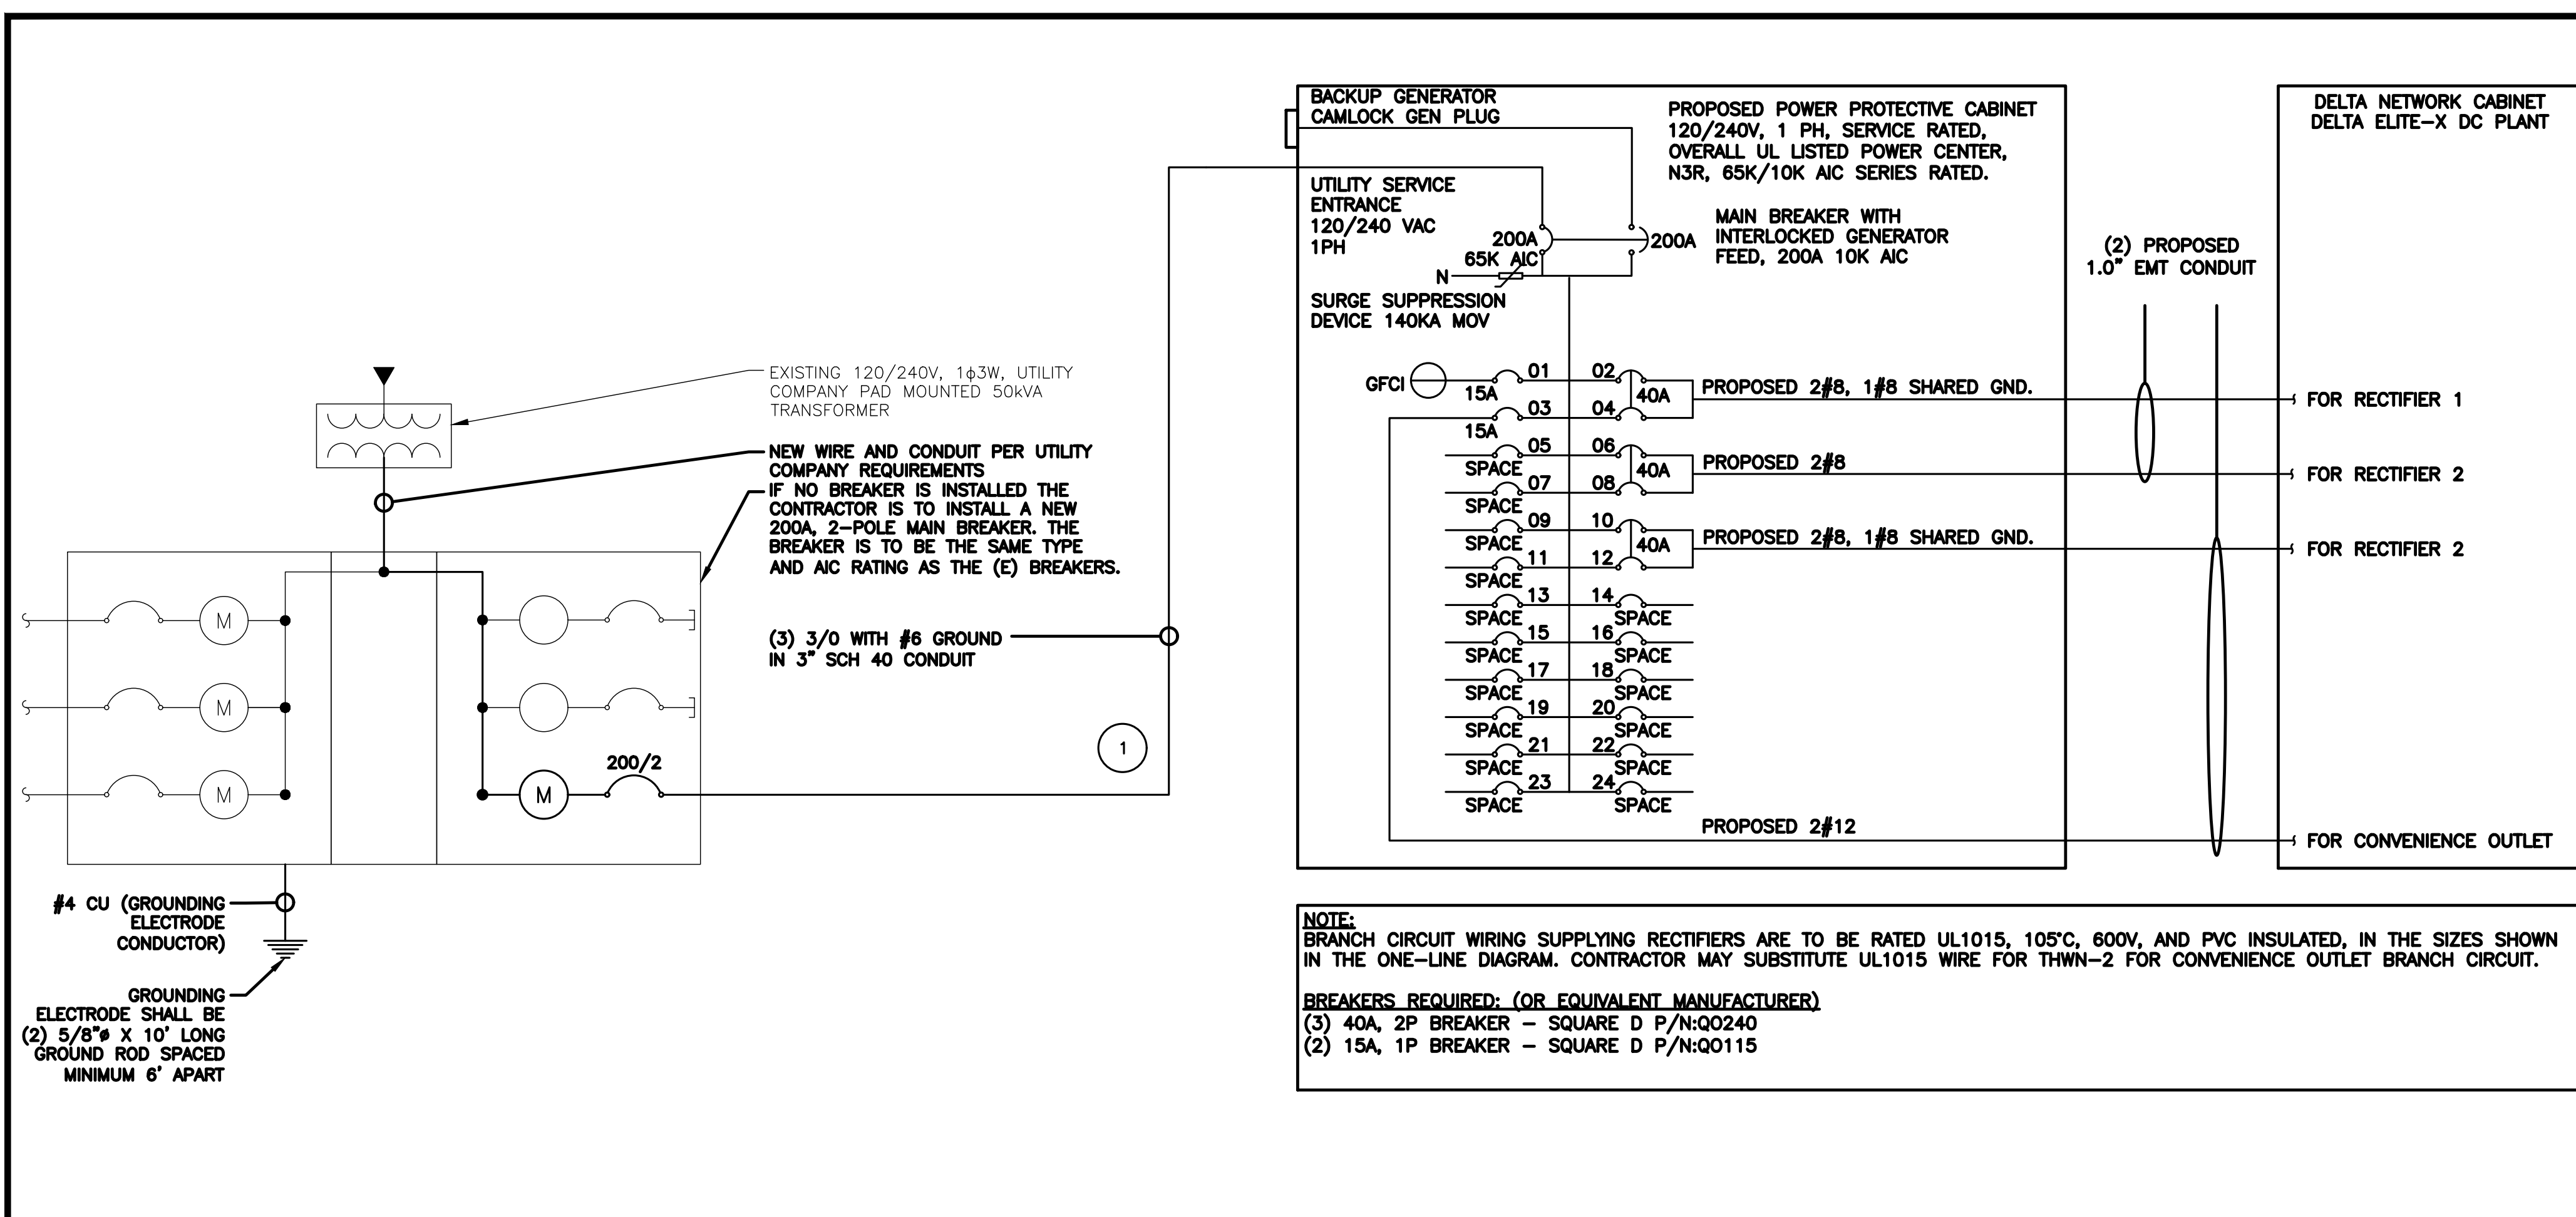 BACKUP GENERATOR
CAMLOCK GEN PLUG
PROPOSED POWER PROTECTIVE CABINET
120/240V, 1 PH, SERVICE RATED,
OVERALL UL LISTED POWER CENTER,
N3R, 65K/10K AIC SERIES RATED.
DELTA NETWORK CABINET
DELTA ELITE-X DC PLANT
UTILITY SERVICE
ENTRANCE
120/240 VAC
1PH
200A
65K AIC
N
200A
MAIN BREAKER WITH
INTERLOCKED GENERATOR
FEED, 200A 10K AIC
SURGE SUPPRESSION
DEVICE 140KA MOV
(2) PROPOSED
1.0" EMT CONDUIT
EXISTING 120/240V, 1ϕ3W, UTILITY
COMPANY PAD MOUNTED 50kVA
TRANSFORMER
NEW WIRE AND CONDUIT PER UTILITY
COMPANY REQUIREMENTS
IF NO BREAKER IS INSTALLED THE
CONTRACTOR IS TO INSTALL A NEW
200A, 2-POLE MAIN BREAKER. THE
BREAKER IS TO BE THE SAME TYPE
AND AIC RATING AS THE (E) BREAKERS.
(3) 3/0 WITH #6 GROUND
IN 3" SCH 40 CONDUIT
1
M
M
M
M
200/2
#4 CU (GROUNDING
ELECTRODE
CONDUCTOR)
GROUNDING
ELECTRODE SHALL BE
(2) 5/8"ø X 10' LONG
GROUND ROD SPACED
MINIMUM 6' APART
GFCI
01 02
15A 40A
PROPOSED 2#8, 1#8 SHARED GND.
FOR RECTIFIER 1
03 04
15A
05 06
SPACE 40A
PROPOSED 2#8
FOR RECTIFIER 2
07 08
SPACE
09 10
SPACE 40A
PROPOSED 2#8, 1#8 SHARED GND.
FOR RECTIFIER 2
11 12
SPACE
13 14
SPACE SPACE
15 16
SPACE SPACE
17 18
SPACE SPACE
19 20
SPACE SPACE
21 22
SPACE SPACE
23 24
SPACE SPACE
PROPOSED 2#12
FOR CONVENIENCE OUTLET
NOTE:
BRANCH CIRCUIT WIRING SUPPLYING RECTIFIERS ARE TO BE RATED UL1015, 105°C, 600V, AND PVC INSULATED, IN THE SIZES SHOWN
IN THE ONE-LINE DIAGRAM. CONTRACTOR MAY SUBSTITUTE UL1015 WIRE FOR THWN-2 FOR CONVENIENCE OUTLET BRANCH CIRCUIT.
BREAKERS REQUIRED: (OR EQUIVALENT MANUFACTURER)
(3) 40A, 2P BREAKER - SQUARE D P/N:QO240
(2) 15A, 1P BREAKER - SQUARE D P/N:QO115